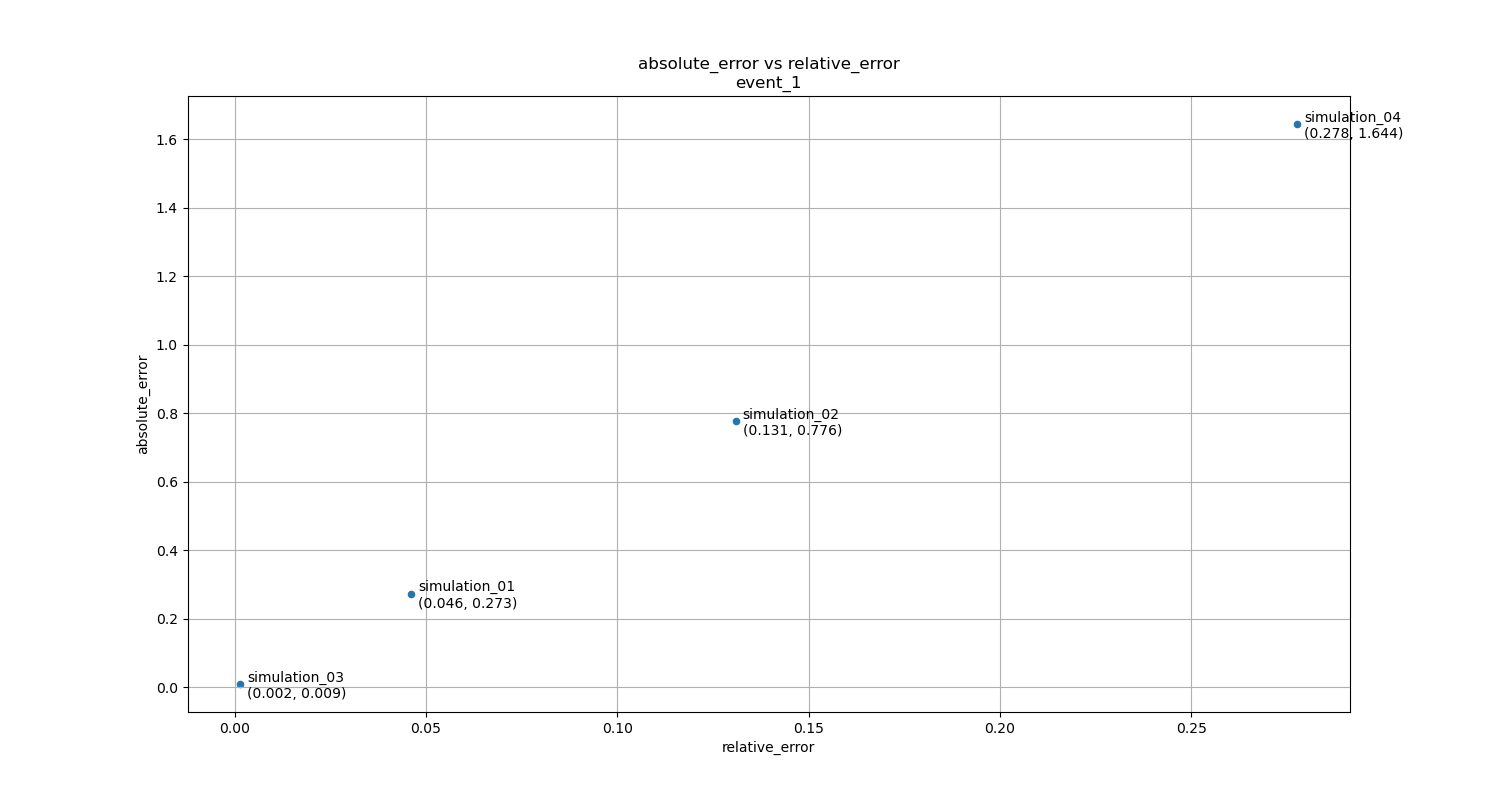 absolute_error vs relative_error
event_1
simulation_04
(0.278, 1.644)
1.6
1.4
1.2
1.0
absolute_error
0.8
simulation_02
(0.131, 0.776)
0.6
0.4
simulation_01
(0.046, 0.273)
0.2
simulation_03
(0.002, 0.009)
0.0
0.00 0.05 0.10 0.15 0.20 0.25
relative_error